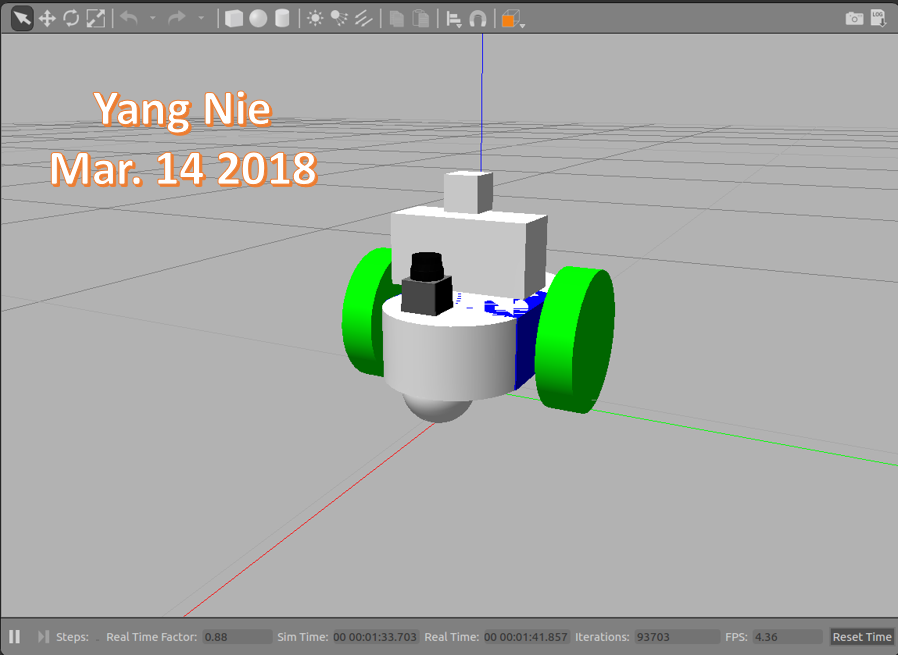 LOG
Yang Nie
Mar. 14 2018
Steps: Real Time Factor: 0.88 Sim Time: 00 00:01:33.703 Real Time: 00 00:01:41.857 Iterations: 93703 FPS: 4.36 Reset Time